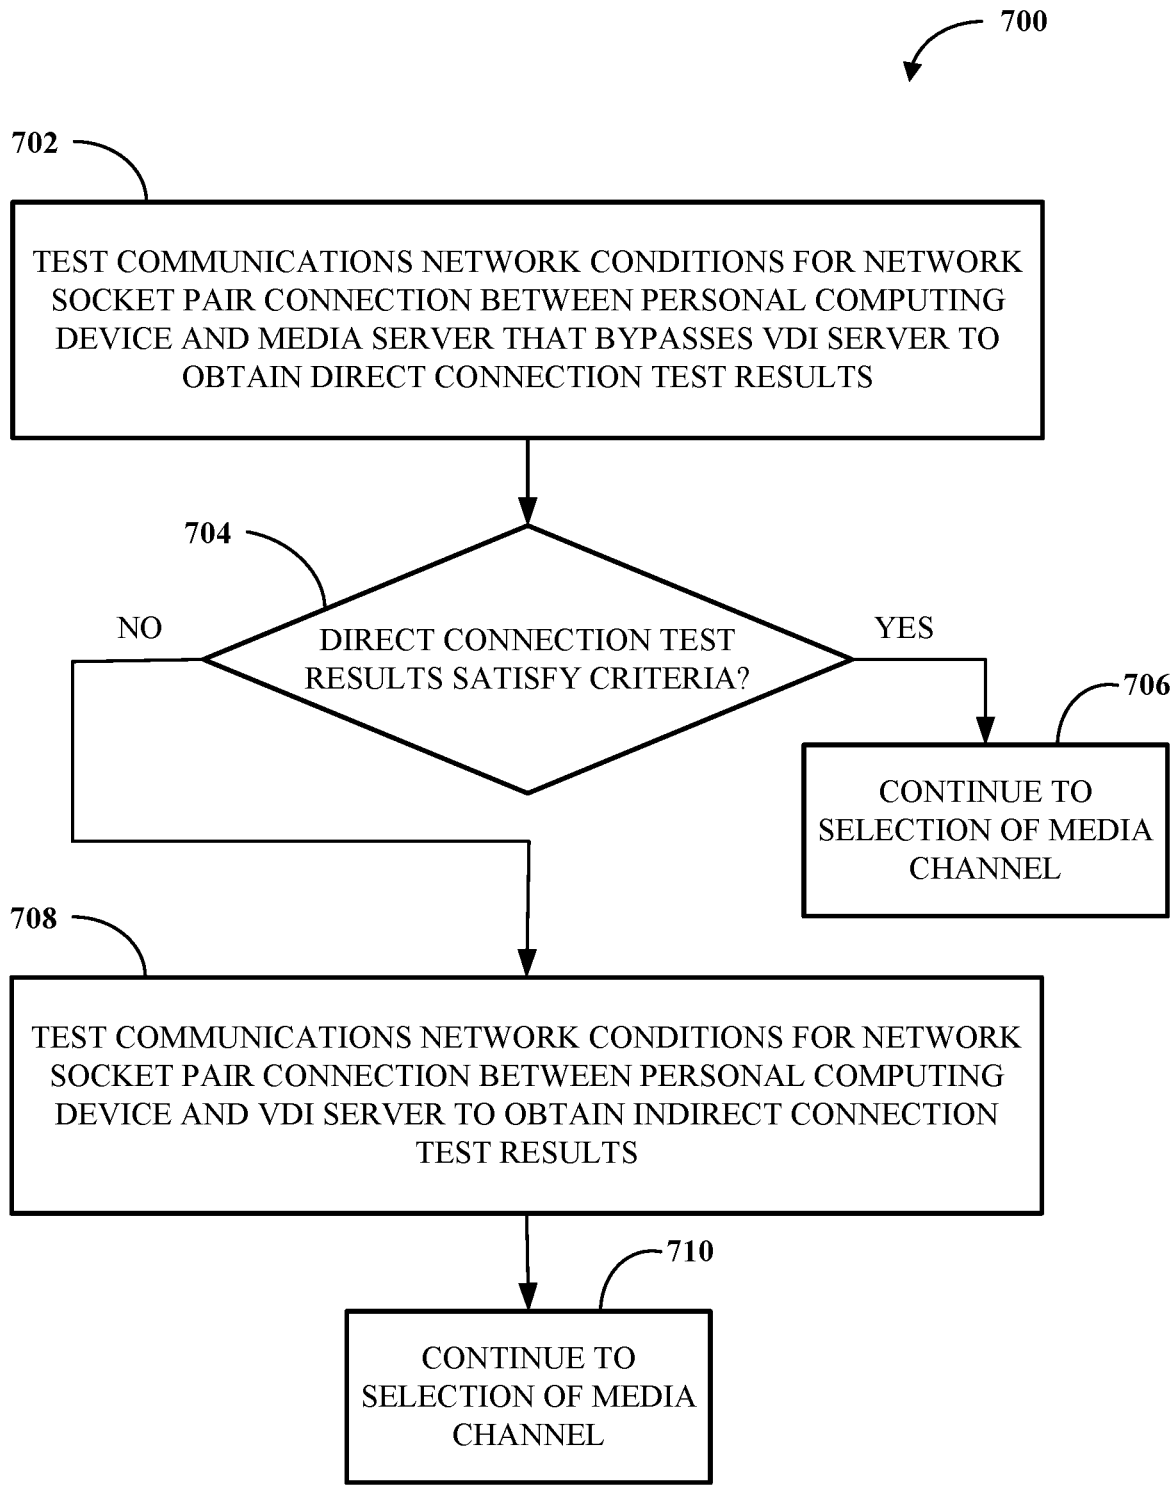 700
702
TEST COMMUNICATIONS NETWORK CONDITIONS FOR NETWORK
SOCKET PAIR CONNECTION BETWEEN PERSONAL COMPUTING
DEVICE AND MEDIA SERVER THAT BYPASSES VDI SERVER TO
OBTAIN DIRECT CONNECTION TEST RESULTS
704
NO
YES
DIRECT CONNECTION TEST
RESULTS SATISFY CRITERIA?
706
CONTINUE TO
SELECTION OF MEDIA
CHANNEL
708
TEST COMMUNICATIONS NETWORK CONDITIONS FOR NETWORK
SOCKET PAIR CONNECTION BETWEEN PERSONAL COMPUTING
DEVICE AND VDI SERVER TO OBTAIN INDIRECT CONNECTION
TEST RESULTS
710
CONTINUE TO
SELECTION OF MEDIA
CHANNEL